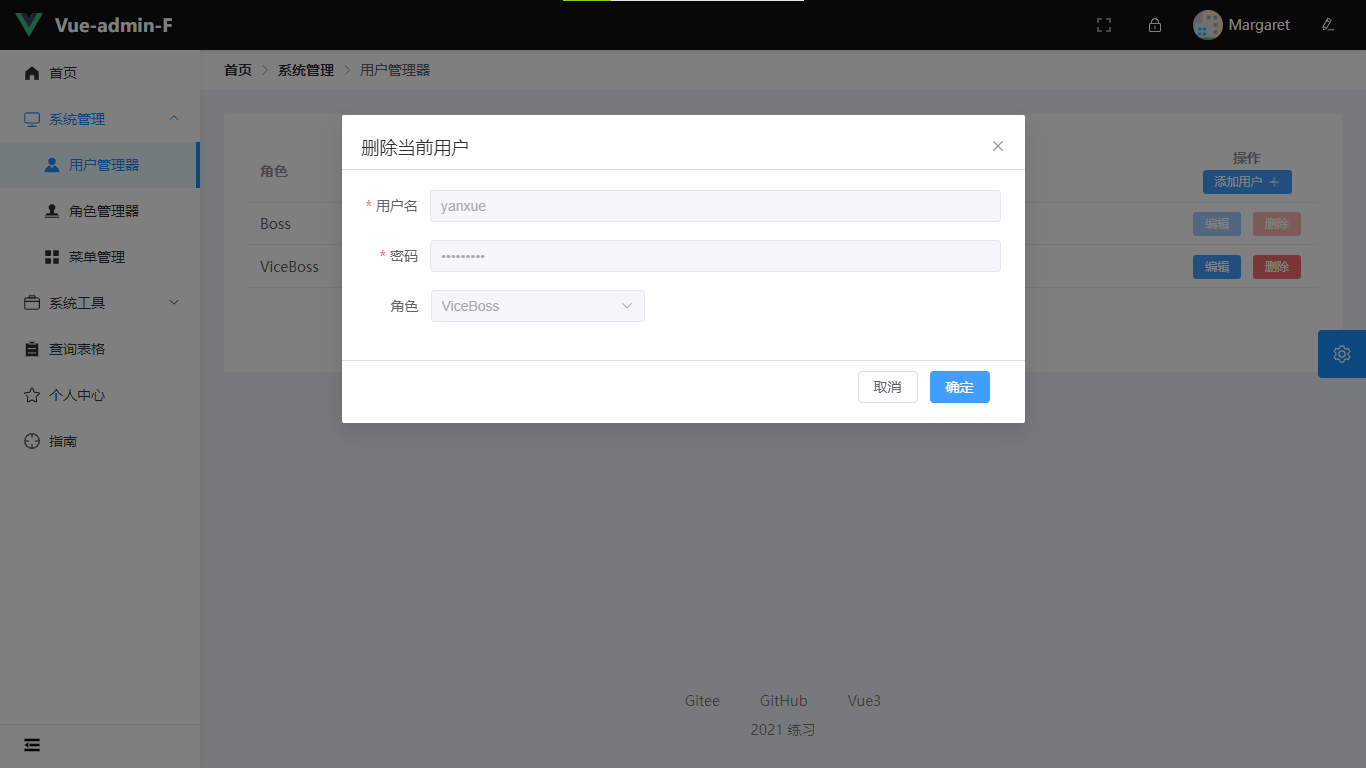 Vue-admin-F
Margaret
首页
系统管理
用户管理器
角色管理器
菜单管理
系统工具
查询表格
个人中心
指南
首页 系统管理 用户管理器
角色 操作
添加用户
Boss 编辑 删除
ViceBoss 编辑 删除
删除当前用户
* 用户名 yanxue
* 密码 •••••••••
角色 ViceBoss
取消 确定
Gitee GitHub Vue3
2021 练习